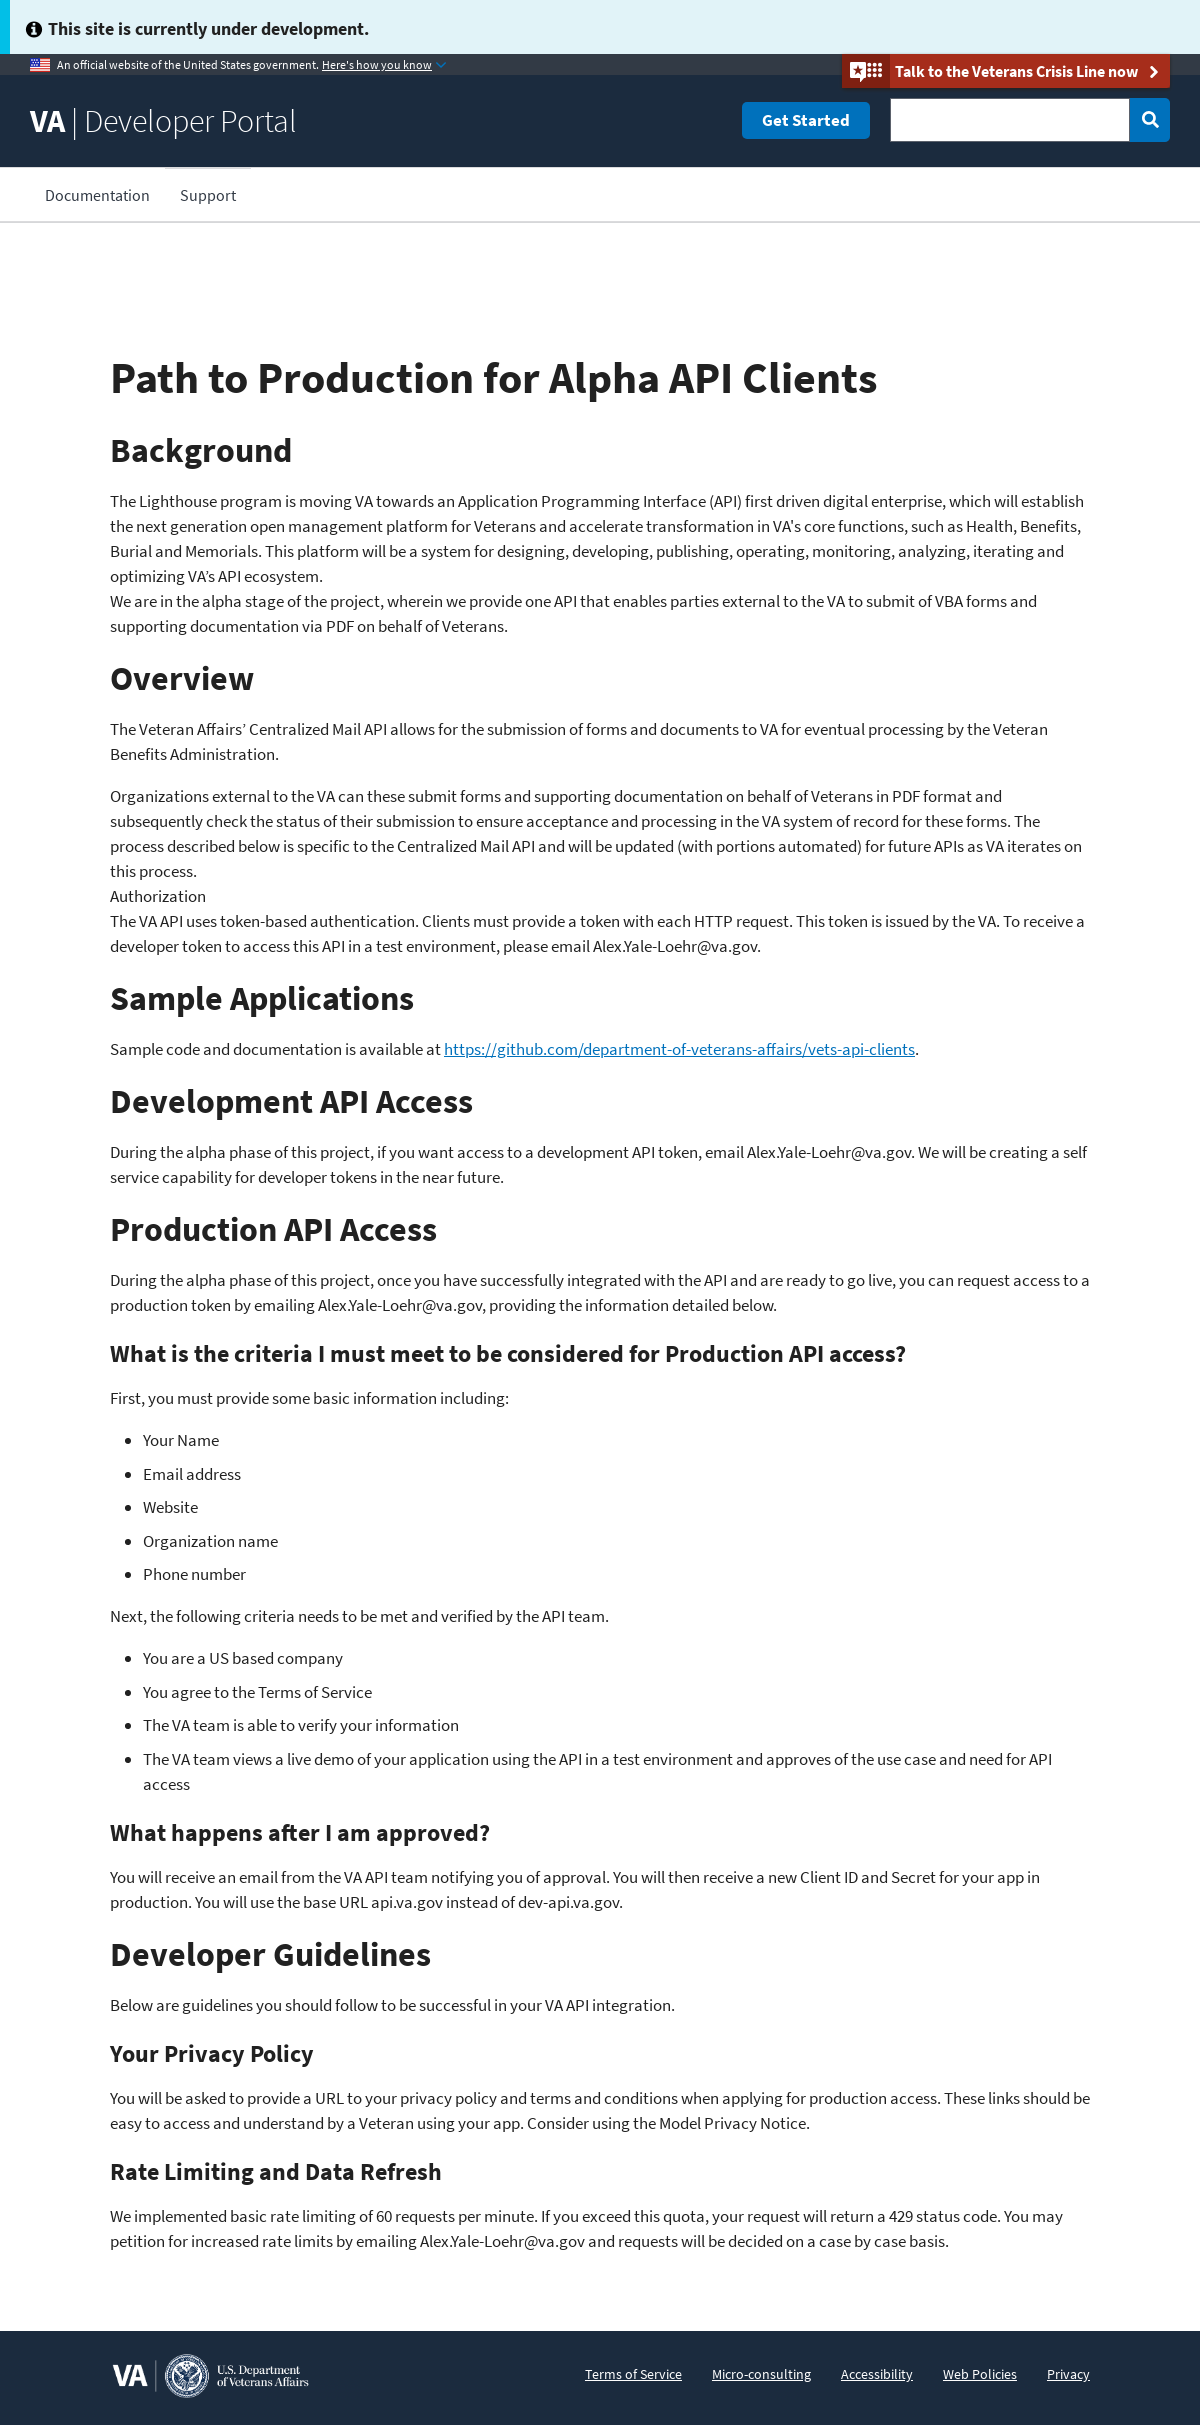 This site is currently under development.
An official website of the United States government. Here's how you know
Talk to the Veterans Crisis Line now
VA | Developer Portal
Get Started
Documentation
Support
Path to Production for Alpha API Clients
Background
The Lighthouse program is moving VA towards an Application Programming Interface (API) first driven digital enterprise, which will establish
the next generation open management platform for Veterans and accelerate transformation in VA's core functions, such as Health, Benefits,
Burial and Memorials. This platform will be a system for designing, developing, publishing, operating, monitoring, analyzing, iterating and
optimizing VA’s API ecosystem.
We are in the alpha stage of the project, wherein we provide one API that enables parties external to the VA to submit of VBA forms and
supporting documentation via PDF on behalf of Veterans.
Overview
The Veteran Affairs’ Centralized Mail API allows for the submission of forms and documents to VA for eventual processing by the Veteran
Benefits Administration.
Organizations external to the VA can these submit forms and supporting documentation on behalf of Veterans in PDF format and
subsequently check the status of their submission to ensure acceptance and processing in the VA system of record for these forms. The
process described below is specific to the Centralized Mail API and will be updated (with portions automated) for future APIs as VA iterates on
this process.
Authorization
The VA API uses token-based authentication. Clients must provide a token with each HTTP request. This token is issued by the VA. To receive a
developer token to access this API in a test environment, please email Alex.Yale-Loehr@va.gov.
Sample Applications
Sample code and documentation is available at https://github.com/department-of-veterans-affairs/vets-api-clients.
Development API Access
During the alpha phase of this project, if you want access to a development API token, email Alex.Yale-Loehr@va.gov. We will be creating a self
service capability for developer tokens in the near future.
Production API Access
During the alpha phase of this project, once you have successfully integrated with the API and are ready to go live, you can request access to a
production token by emailing Alex.Yale-Loehr@va.gov, providing the information detailed below.
What is the criteria I must meet to be considered for Production API access?
First, you must provide some basic information including:
Your Name
Email address
Website
Organization name
Phone number
Next, the following criteria needs to be met and verified by the API team.
You are a US based company
You agree to the Terms of Service
The VA team is able to verify your information
The VA team views a live demo of your application using the API in a test environment and approves of the use case and need for API
access
What happens after I am approved?
You will receive an email from the VA API team notifying you of approval. You will then receive a new Client ID and Secret for your app in
production. You will use the base URL api.va.gov instead of dev-api.va.gov.
Developer Guidelines
Below are guidelines you should follow to be successful in your VA API integration.
Your Privacy Policy
You will be asked to provide a URL to your privacy policy and terms and conditions when applying for production access. These links should be
easy to access and understand by a Veteran using your app. Consider using the Model Privacy Notice.
Rate Limiting and Data Refresh
We implemented basic rate limiting of 60 requests per minute. If you exceed this quota, your request will return a 429 status code. You may
petition for increased rate limits by emailing Alex.Yale-Loehr@va.gov and requests will be decided on a case by case basis.
VA
U.S. Department
of Veterans Affairs
Terms of Service
Micro-consulting
Accessibility
Web Policies
Privacy